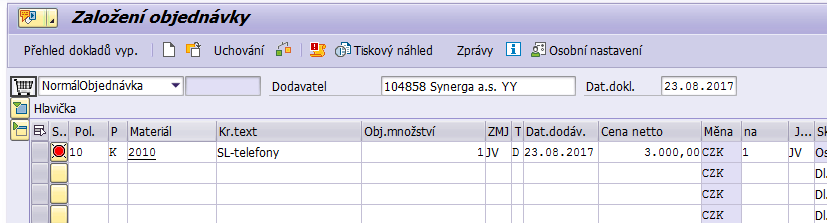 Založení objednávky
Přehled dokladů vyp. Uchování Tiskový náhled Zprávy Osobní nastavení
NormálObjednávka Dodavatel 104858 Synerga a.s. YY Dat.dokl. 23.08.2017
Hlavička
S.. Pol. P Materiál Kr.text Obj.množství ZMJ T Dat.dodáv. Cena netto Měna na J... Sk
10 K 2010 SL-telefony 1 JV D 23.08.2017 3.000,00 CZK 1 JV Os
CZK Dl.
CZK Dl.
CZK Dl.